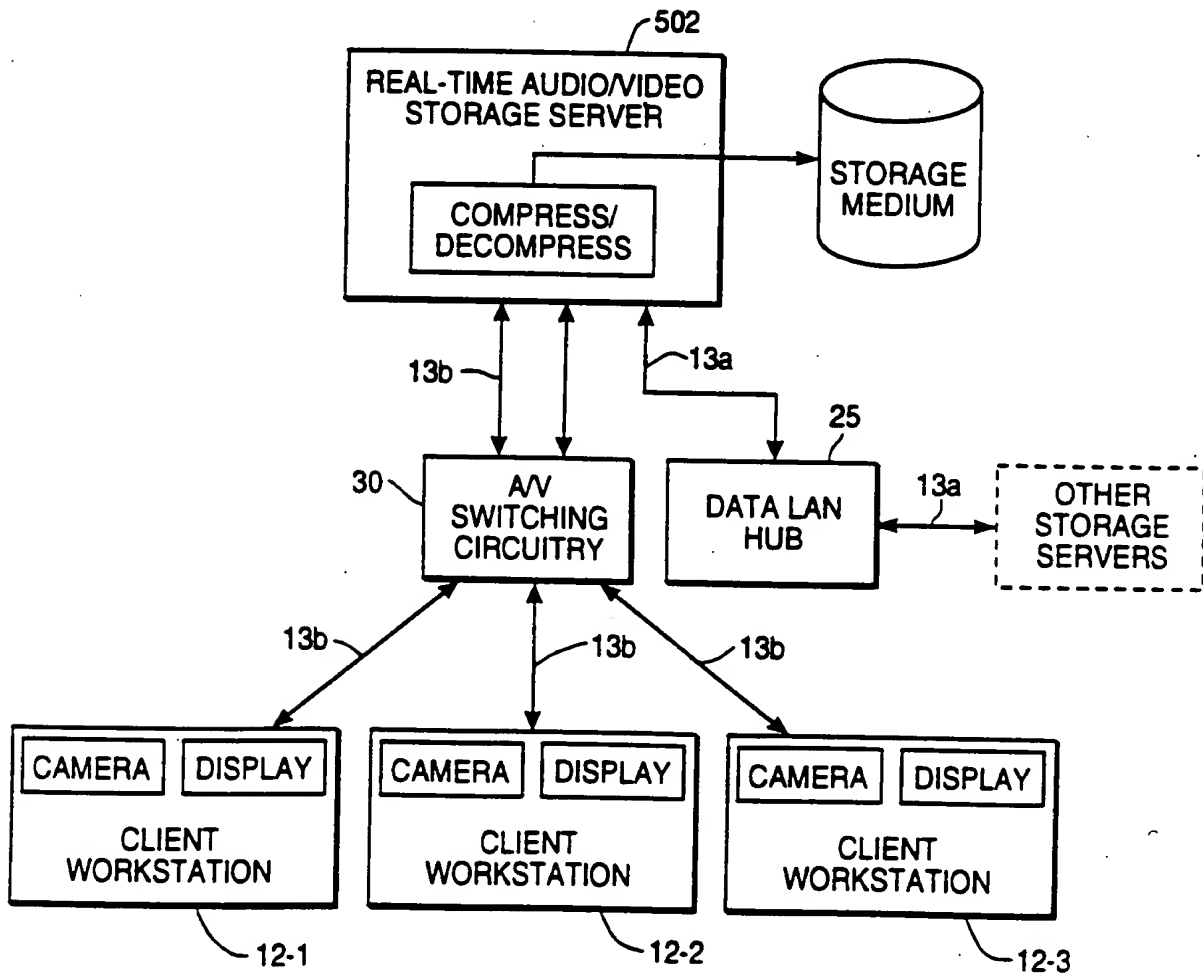 502
REAL-TIME AUDIO/VIDEO
STORAGE SERVER
COMPRESS/
DECOMPRESS
STORAGE
MEDIUM
13b
13a
25
30
A/V
SWITCHING
CIRCUITRY
DATA LAN
HUB
13a
OTHER
STORAGE
SERVERS
13b
13b
13b
CAMERA
DISPLAY
CLIENT
WORKSTATION
CAMERA
DISPLAY
CLIENT
WORKSTATION
CAMERA
DISPLAY
CLIENT
WORKSTATION
12-1
12-2
12-3